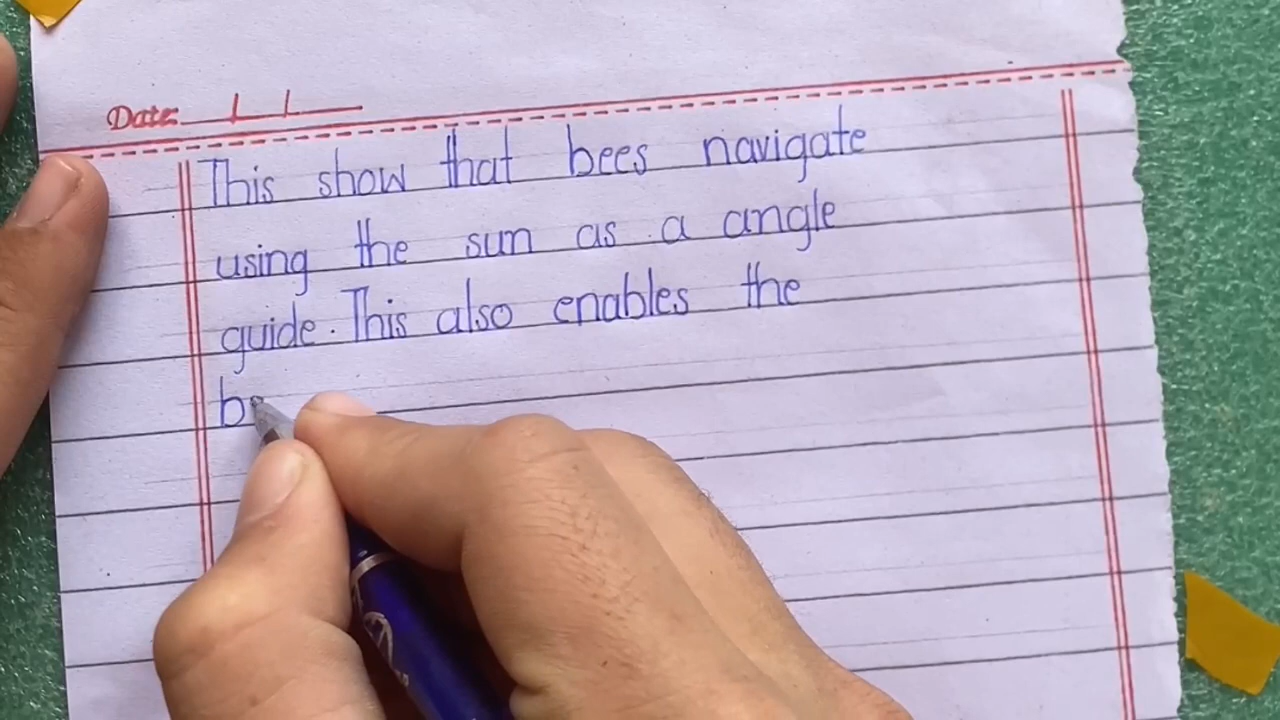 Date:
This show that bees navigate
using the sun as a angle
guide. This also enables the